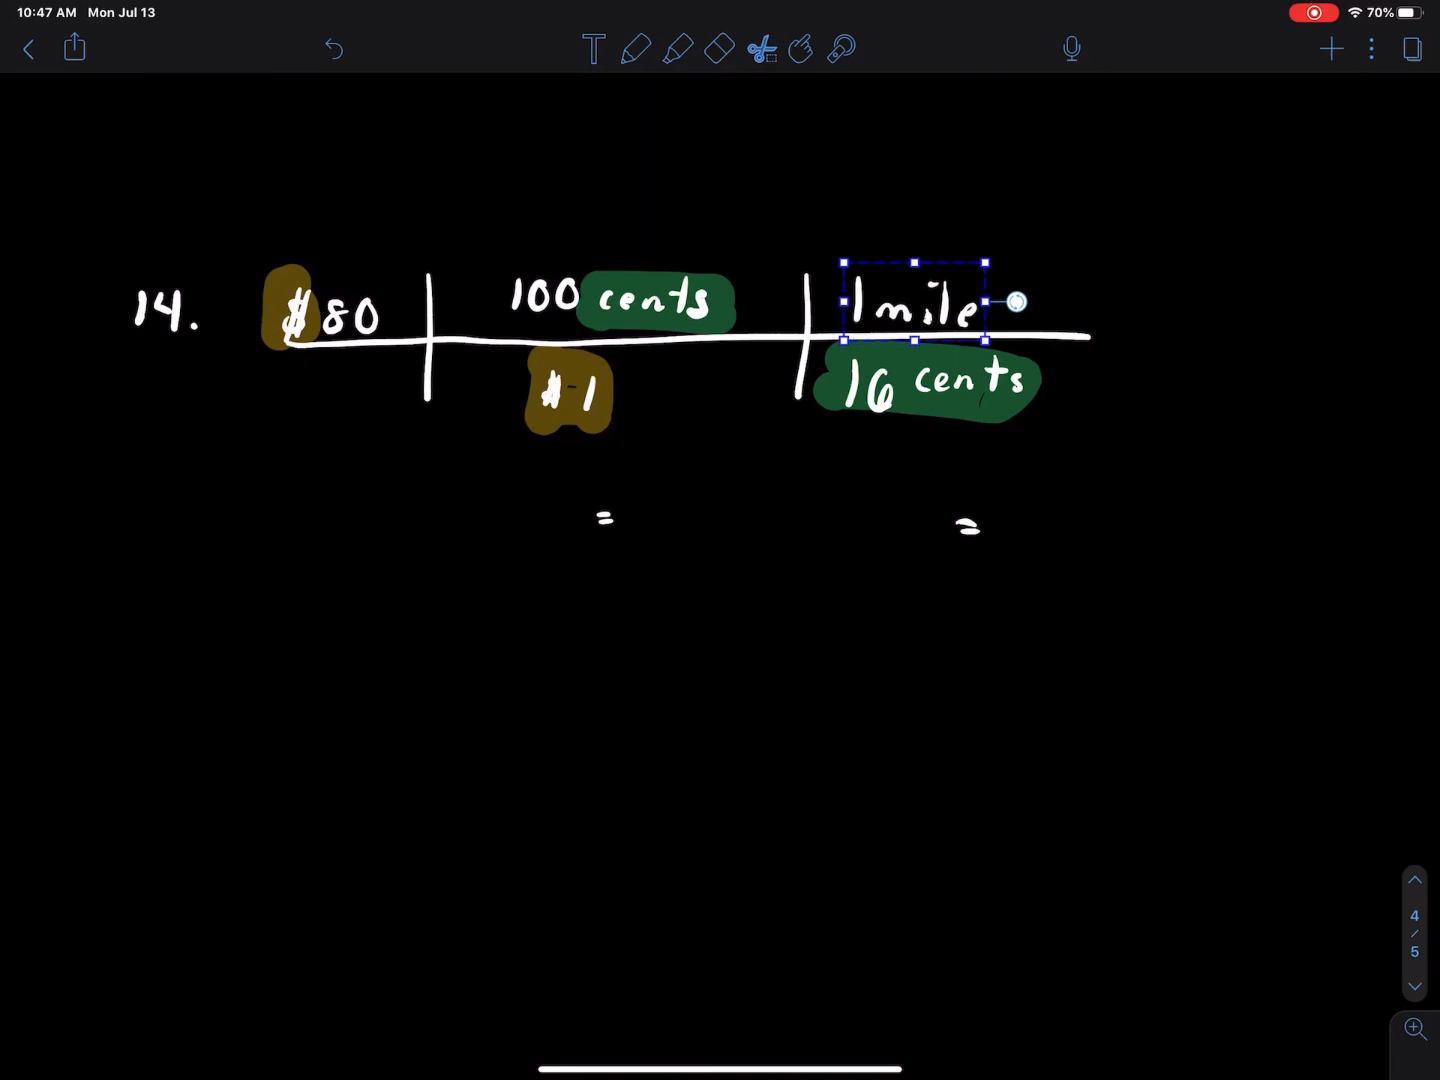 10:47 AM Mon Jul 13
70%
14. $80 100 cents 1 mile
$1 16 cents
= =
4
/
5